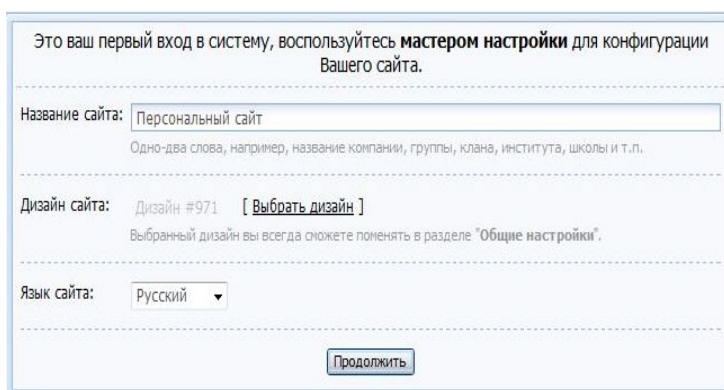 Это ваш первый вход в систему, воспользуйтесь мастером настройки для конфигурации
Вашего сайта.
Название сайта: Персональный сайт
Одно-два слова, например, название компании, группы, клана, института, школы и т.п.
Дизайн сайта: Дизайн #971 [ Выбрать дизайн ]
Выбранный дизайн вы всегда сможете поменять в разделе "Общие настройки".
Язык сайта: Русский
Продолжить